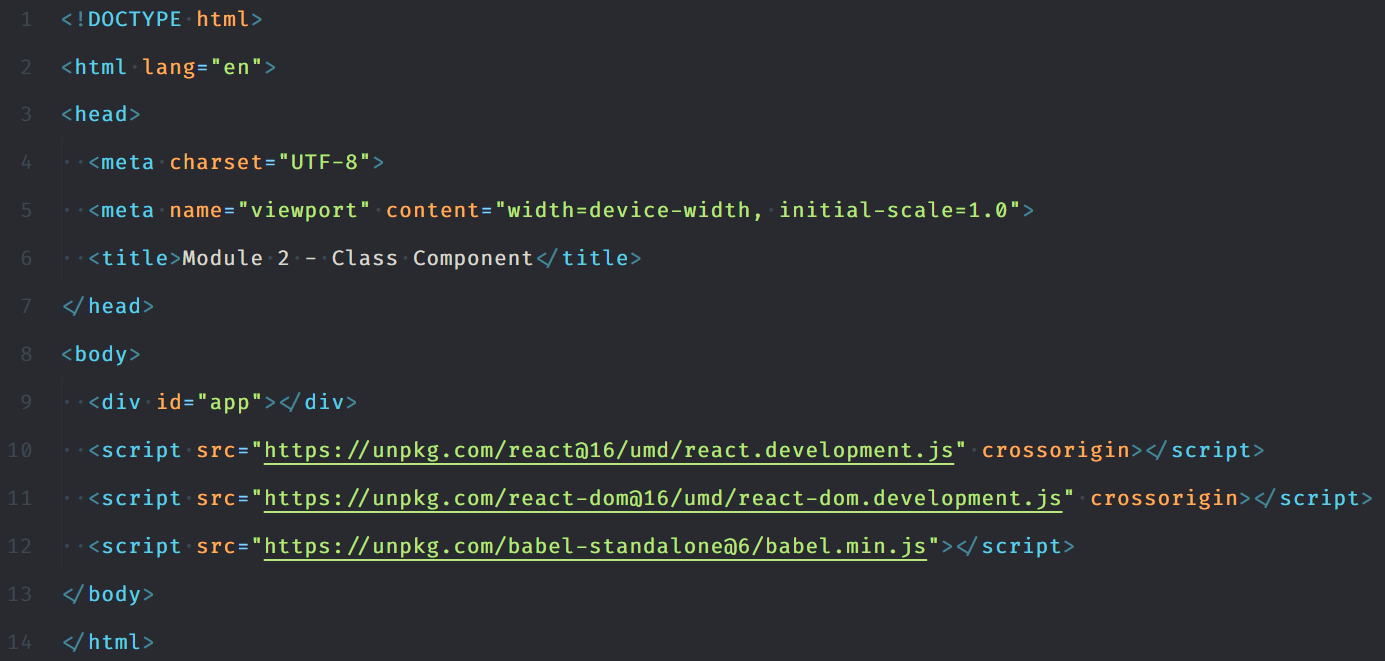 1 <!DOCTYPE html>
2 <html lang="en">
3 <head>
4   <meta charset="UTF-8">
5   <meta name="viewport" content="width=device-width, initial-scale=1.0">
6   <title>Module 2 - Class Component</title>
7 </head>
8 <body>
9   <div id="app"></div>
10   <script src="https://unpkg.com/react@16/umd/react.development.js" crossorigin></script>
11   <script src="https://unpkg.com/react-dom@16/umd/react-dom.development.js" crossorigin></script>
12   <script src="https://unpkg.com/babel-standalone@6/babel.min.js"></script>
13 </body>
14 </html>